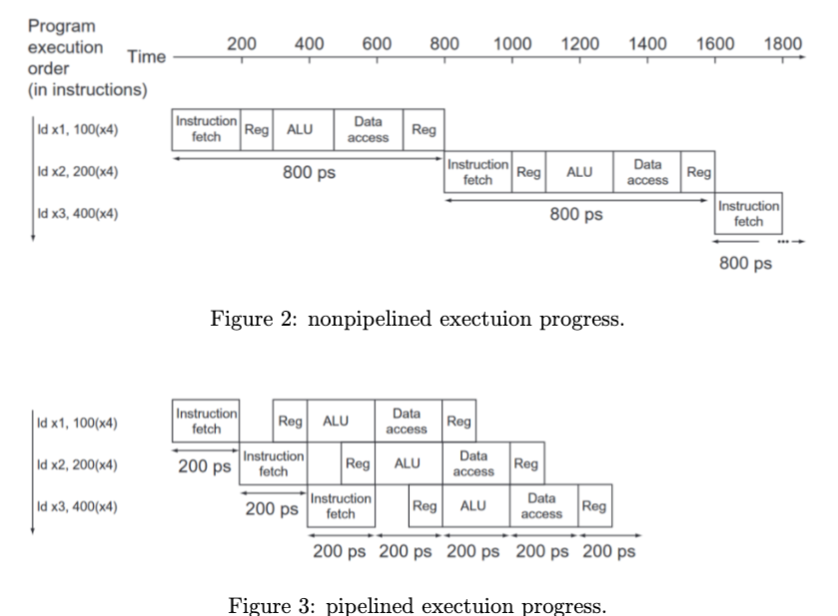 Program
execution
order
(in instructions)
Time
200 400 600 800 1000 1200 1400 1600 1800
ld x1, 100(x4)
Instruction
fetch
Reg
ALU
Data
access
Reg
800 ps
ld x2, 200(x4)
Instruction
fetch
Reg
ALU
Data
access
Reg
800 ps
ld x3, 400(x4)
Instruction
fetch
800 ps
Figure 2: nonpipelined exectuion progress.
ld x1, 100(x4)
Instruction
fetch
Reg
ALU
Data
access
Reg
200 ps
ld x2, 200(x4)
Instruction
fetch
Reg
ALU
Data
access
Reg
200 ps
ld x3, 400(x4)
Instruction
fetch
Reg
ALU
Data
access
Reg
200 ps 200 ps 200 ps 200 ps 200 ps
Figure 3: pipelined exectuion progress.